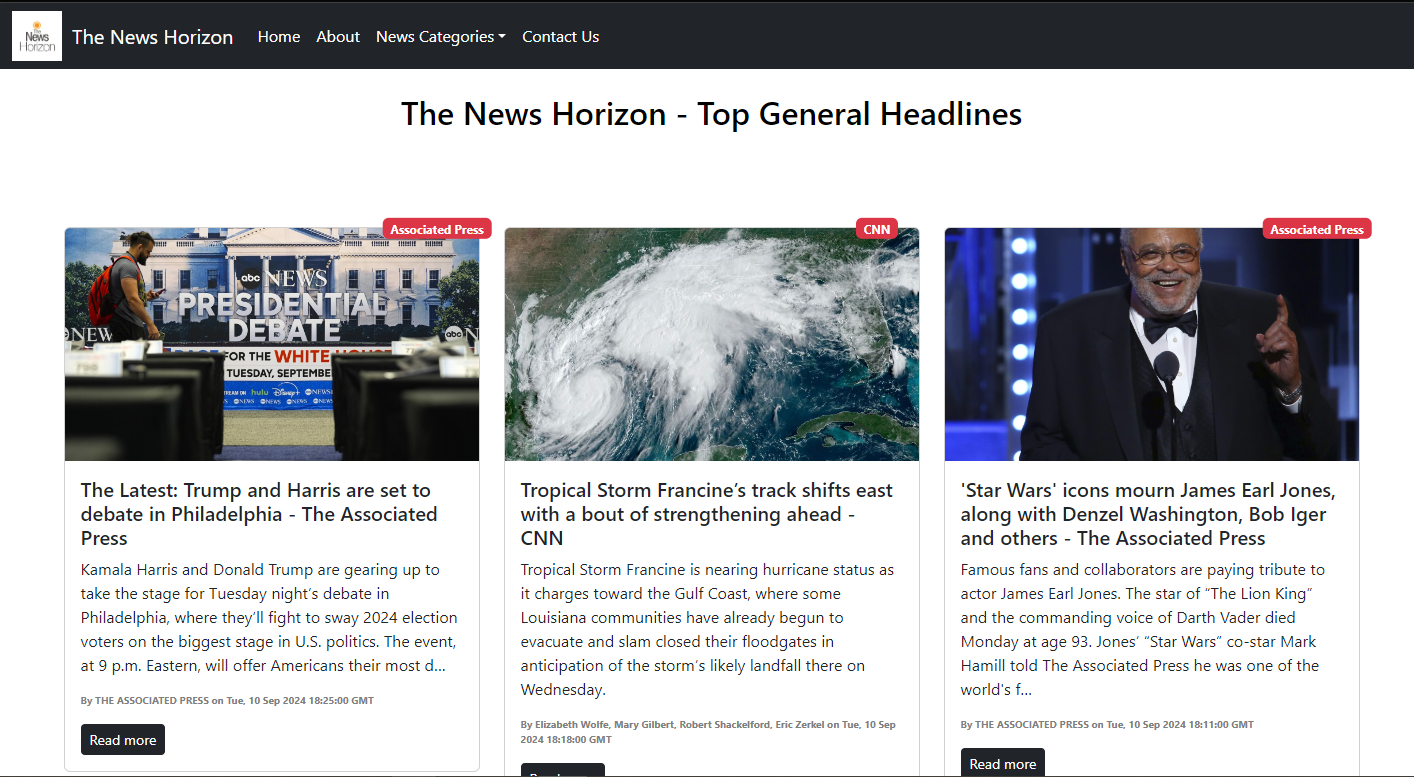 The
News
Horizon
The News Horizon
Home
About
News Categories
Contact Us
The News Horizon - Top General Headlines
Associated Press
abc NEWS
PRESIDENTIAL
DEBATE
NEW
abc N
FOR THE WHITE HOUSE
TUESDAY, SEPTEMBER
STREAM ON hulu Disney+ abc NEWS
The Latest: Trump and Harris are set to
debate in Philadelphia - The Associated
Press
Kamala Harris and Donald Trump are gearing up to
take the stage for Tuesday night’s debate in
Philadelphia, where they’ll fight to sway 2024 election
voters on the biggest stage in U.S. politics. The event,
at 9 p.m. Eastern, will offer Americans their most d...
By THE ASSOCIATED PRESS on Tue, 10 Sep 2024 18:25:00 GMT
Read more
CNN
Tropical Storm Francine’s track shifts east
with a bout of strengthening ahead -
CNN
Tropical Storm Francine is nearing hurricane status as
it charges toward the Gulf Coast, where some
Louisiana communities have already begun to
evacuate and slam closed their floodgates in
anticipation of the storm’s likely landfall there on
Wednesday.
By Elizabeth Wolfe, Mary Gilbert, Robert Shackelford, Eric Zerkel on Tue, 10 Sep
2024 18:18:00 GMT
Read more
Associated Press
'Star Wars' icons mourn James Earl Jones,
along with Denzel Washington, Bob Iger
and others - The Associated Press
Famous fans and collaborators are paying tribute to
actor James Earl Jones. The star of “The Lion King”
and the commanding voice of Darth Vader died
Monday at age 93. Jones’ “Star Wars” co-star Mark
Hamill told The Associated Press he was one of the
world's f...
By THE ASSOCIATED PRESS on Tue, 10 Sep 2024 18:11:00 GMT
Read more